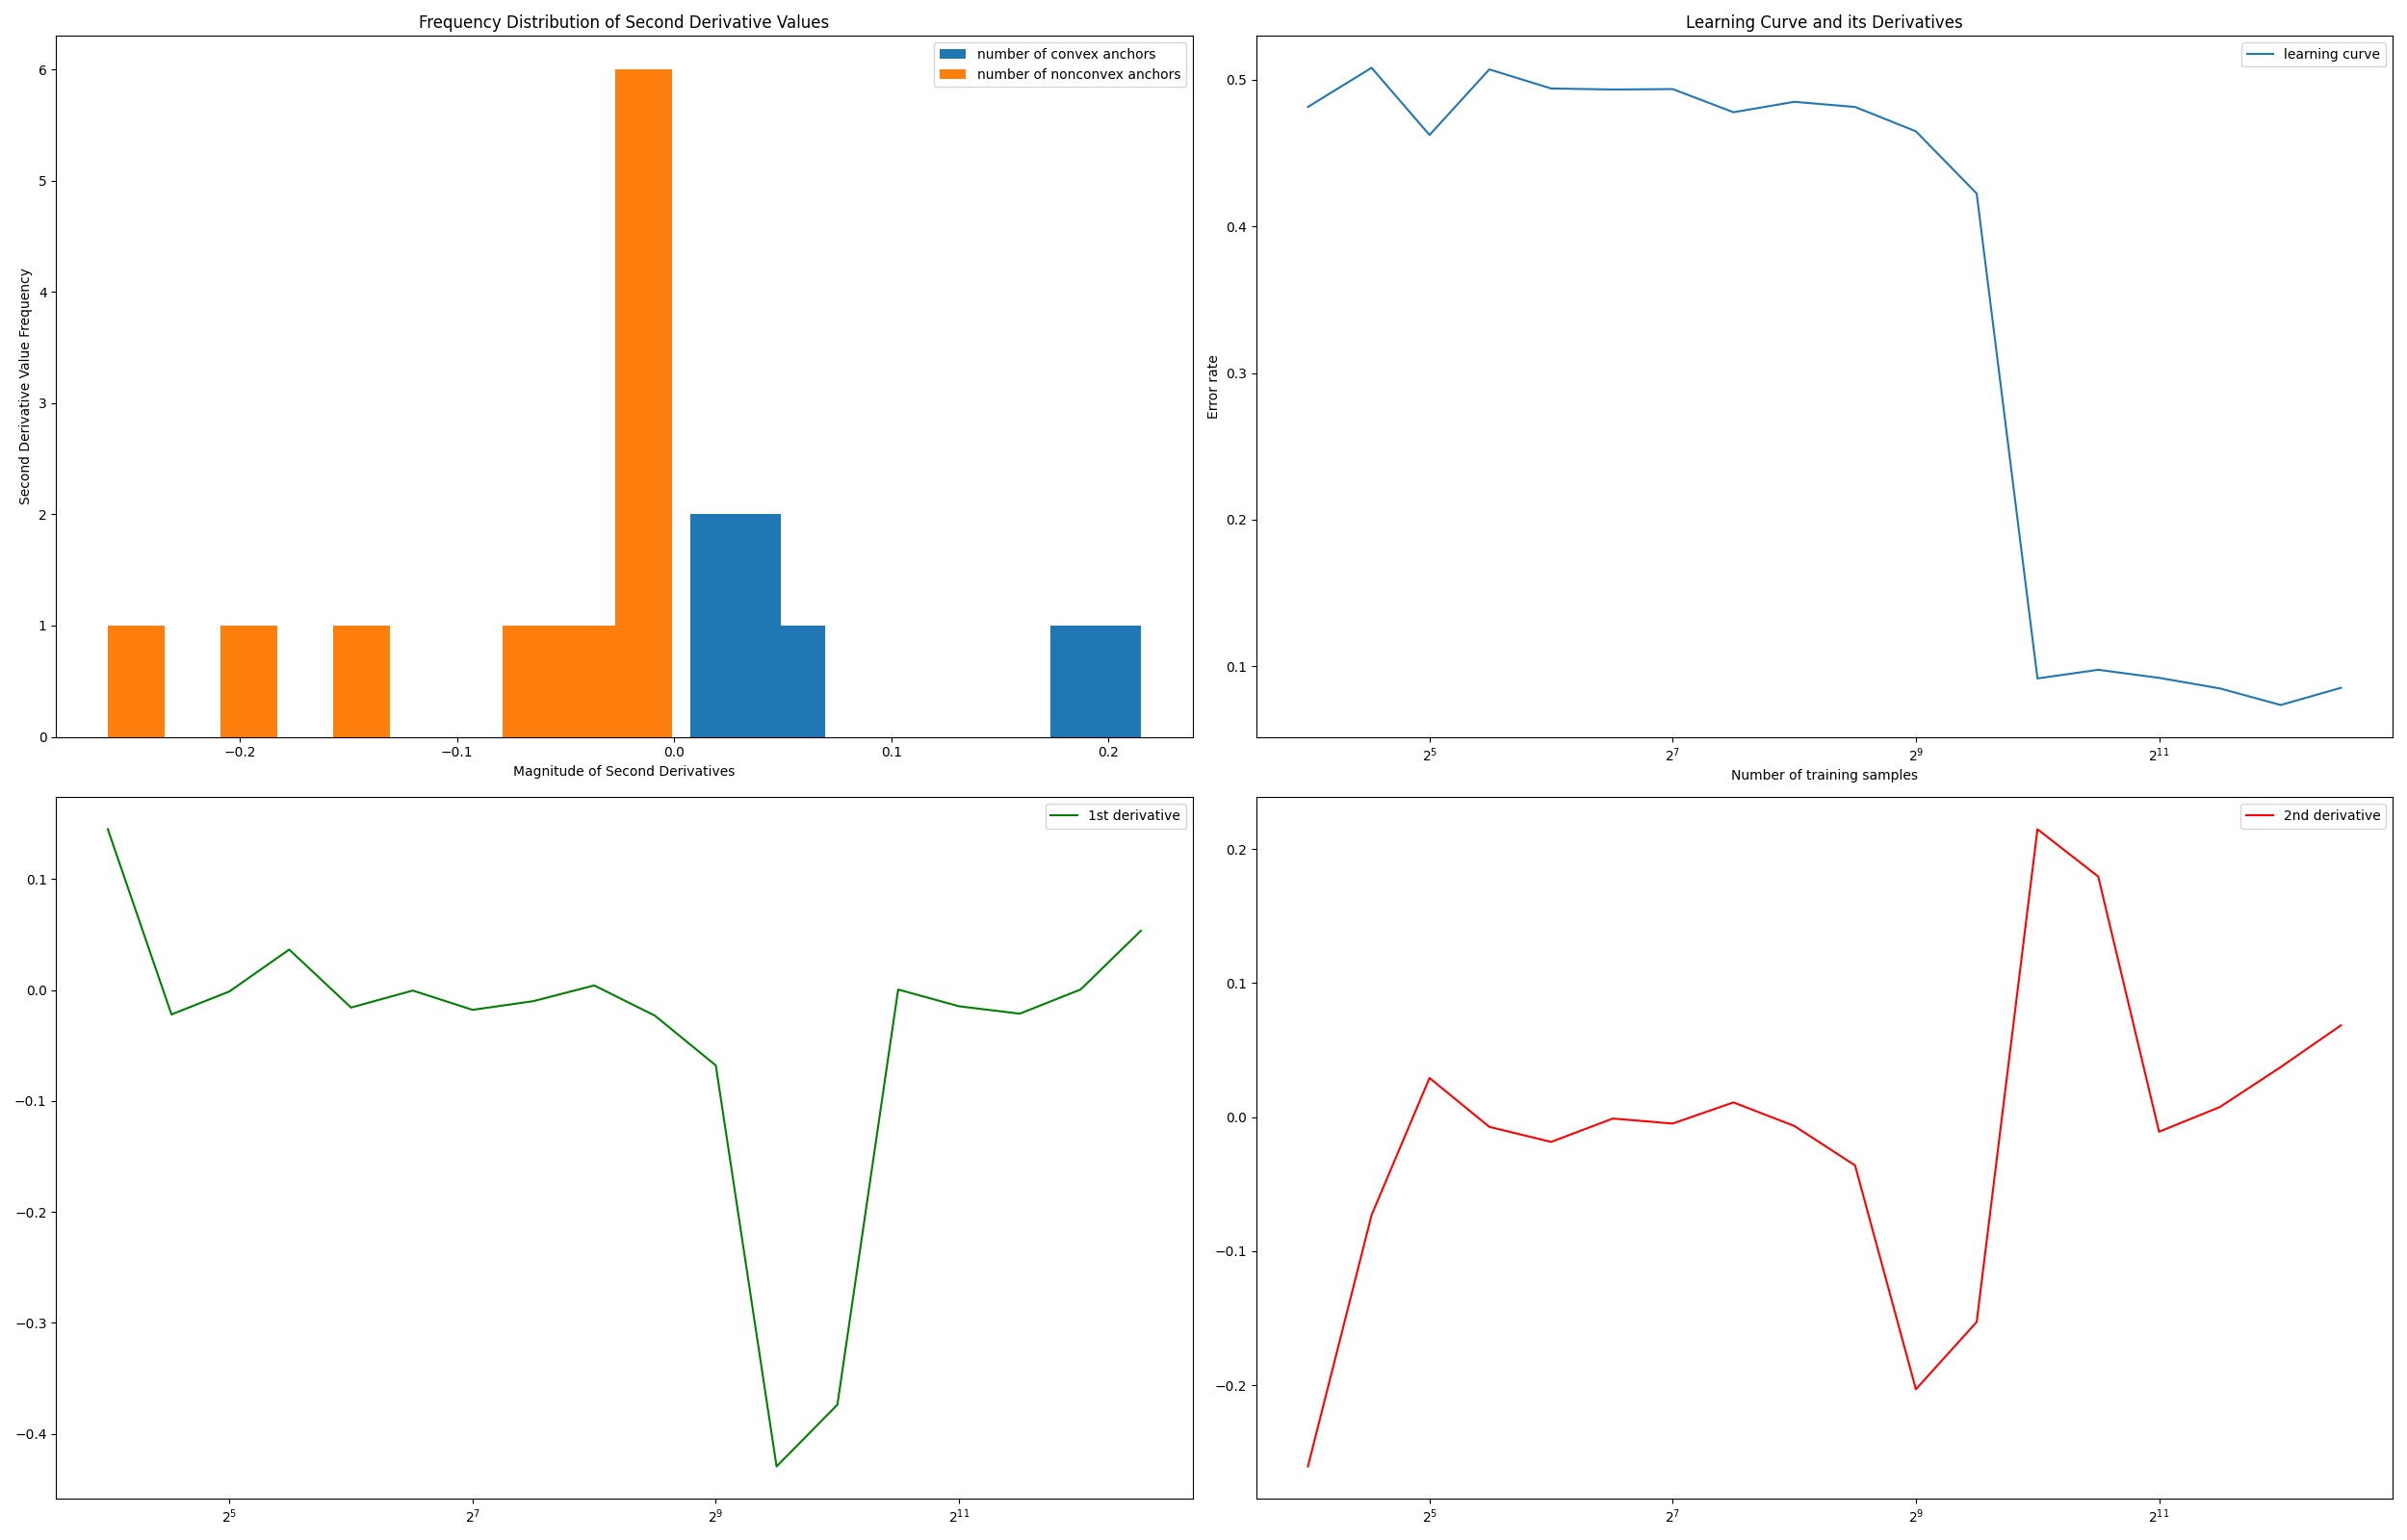 Frequency Distribution of Second Derivative Values
number of convex anchors
number of nonconvex anchors
Second Derivative Value Frequency
6
5
4
3
2
1
0
−0.2 −0.1 0.0 0.1 0.2
Magnitude of Second Derivatives
Learning Curve and its Derivatives
learning curve
Error rate
0.5
0.4
0.3
0.2
0.1
2^5 2^7 2^9 2^11
Number of training samples
1st derivative
0.1
0.0
−0.1
−0.2
−0.3
−0.4
2^5 2^7 2^9 2^11
2nd derivative
0.2
0.1
0.0
−0.1
−0.2
2^5 2^7 2^9 2^11